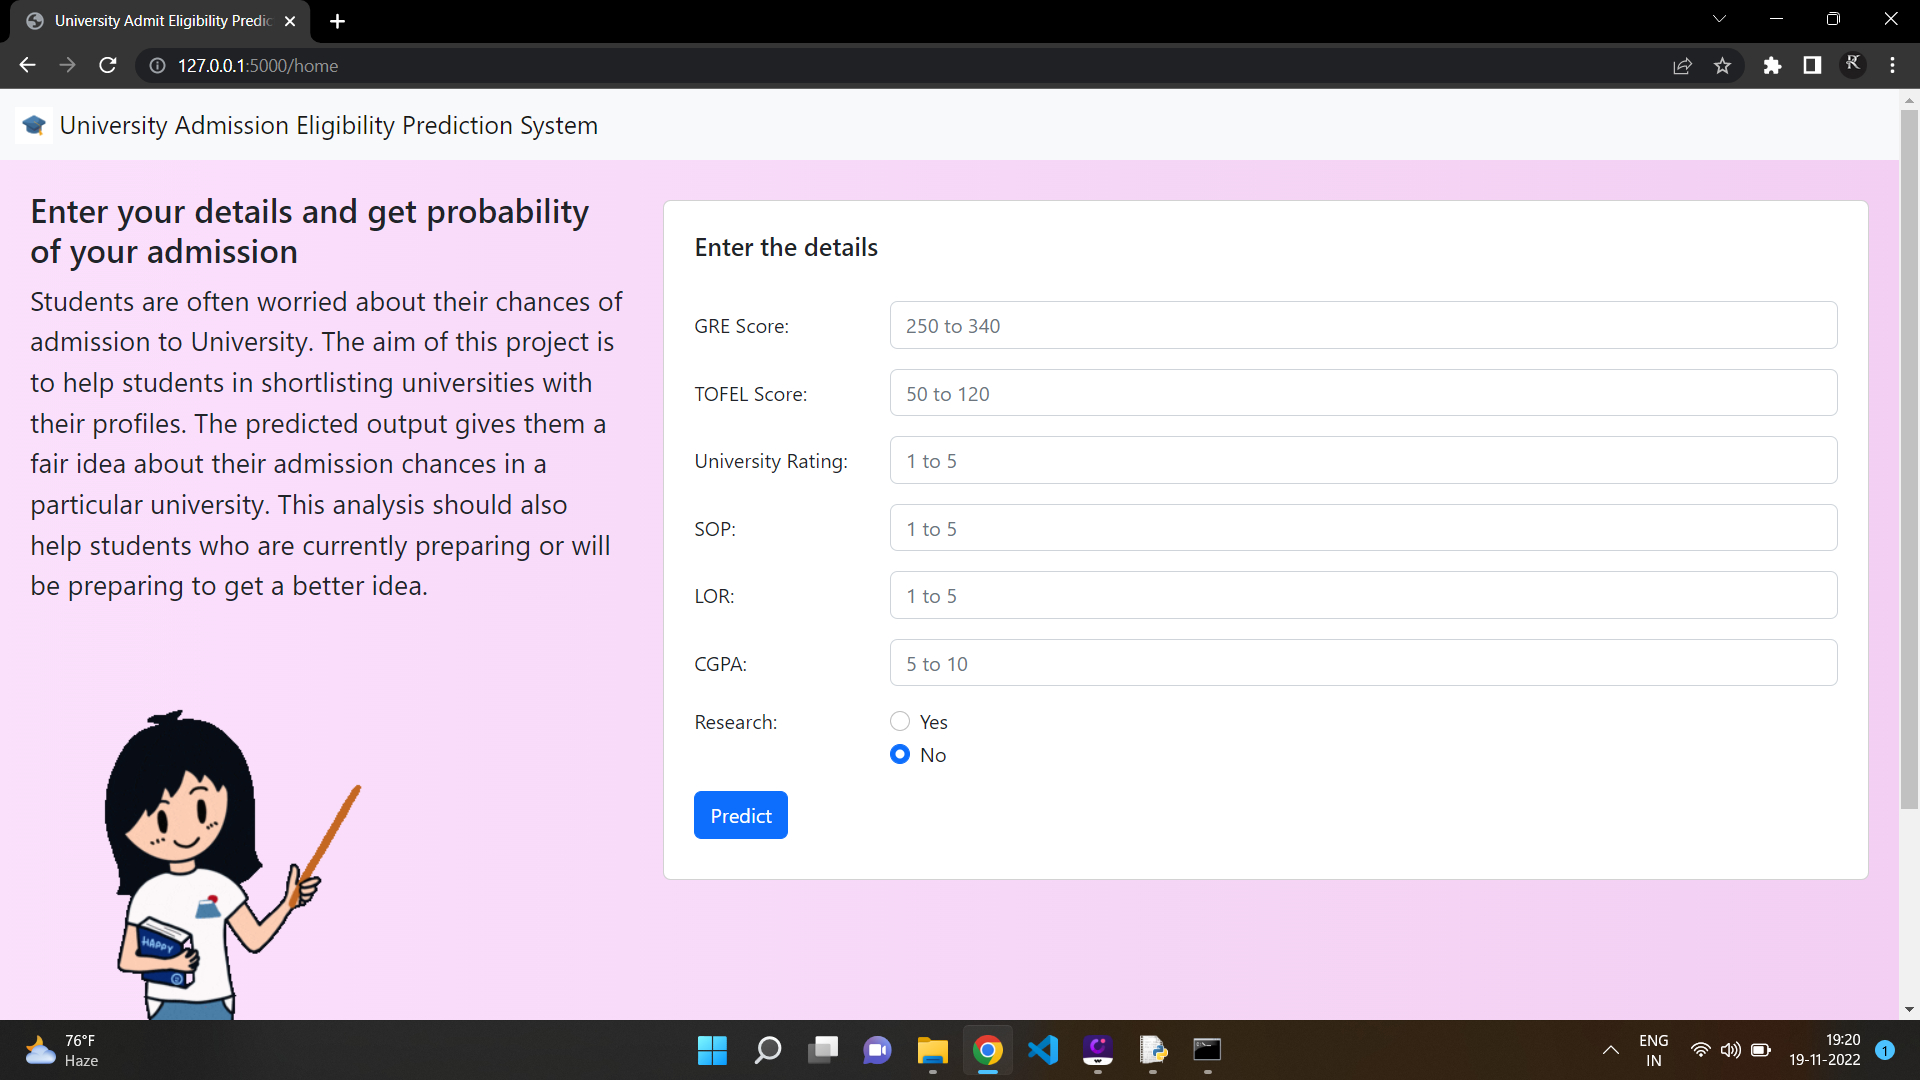 University Admit Eligibility Predic
127.0.0.1:5000/home
University Admission Eligibility Prediction System
Enter your details and get probability
of your admission
Students are often worried about their chances of
admission to University. The aim of this project is
to help students in shortlisting universities with
their profiles. The predicted output gives them a
fair idea about their admission chances in a
particular university. This analysis should also
help students who are currently preparing or will
be preparing to get a better idea.
HAPPY
Enter the details
GRE Score: 250 to 340
TOFEL Score: 50 to 120
University Rating: 1 to 5
SOP: 1 to 5
LOR: 1 to 5
CGPA: 5 to 10
Research: Yes
No
Predict
76°F
Haze
ENG
IN
19:20
19-11-2022
1